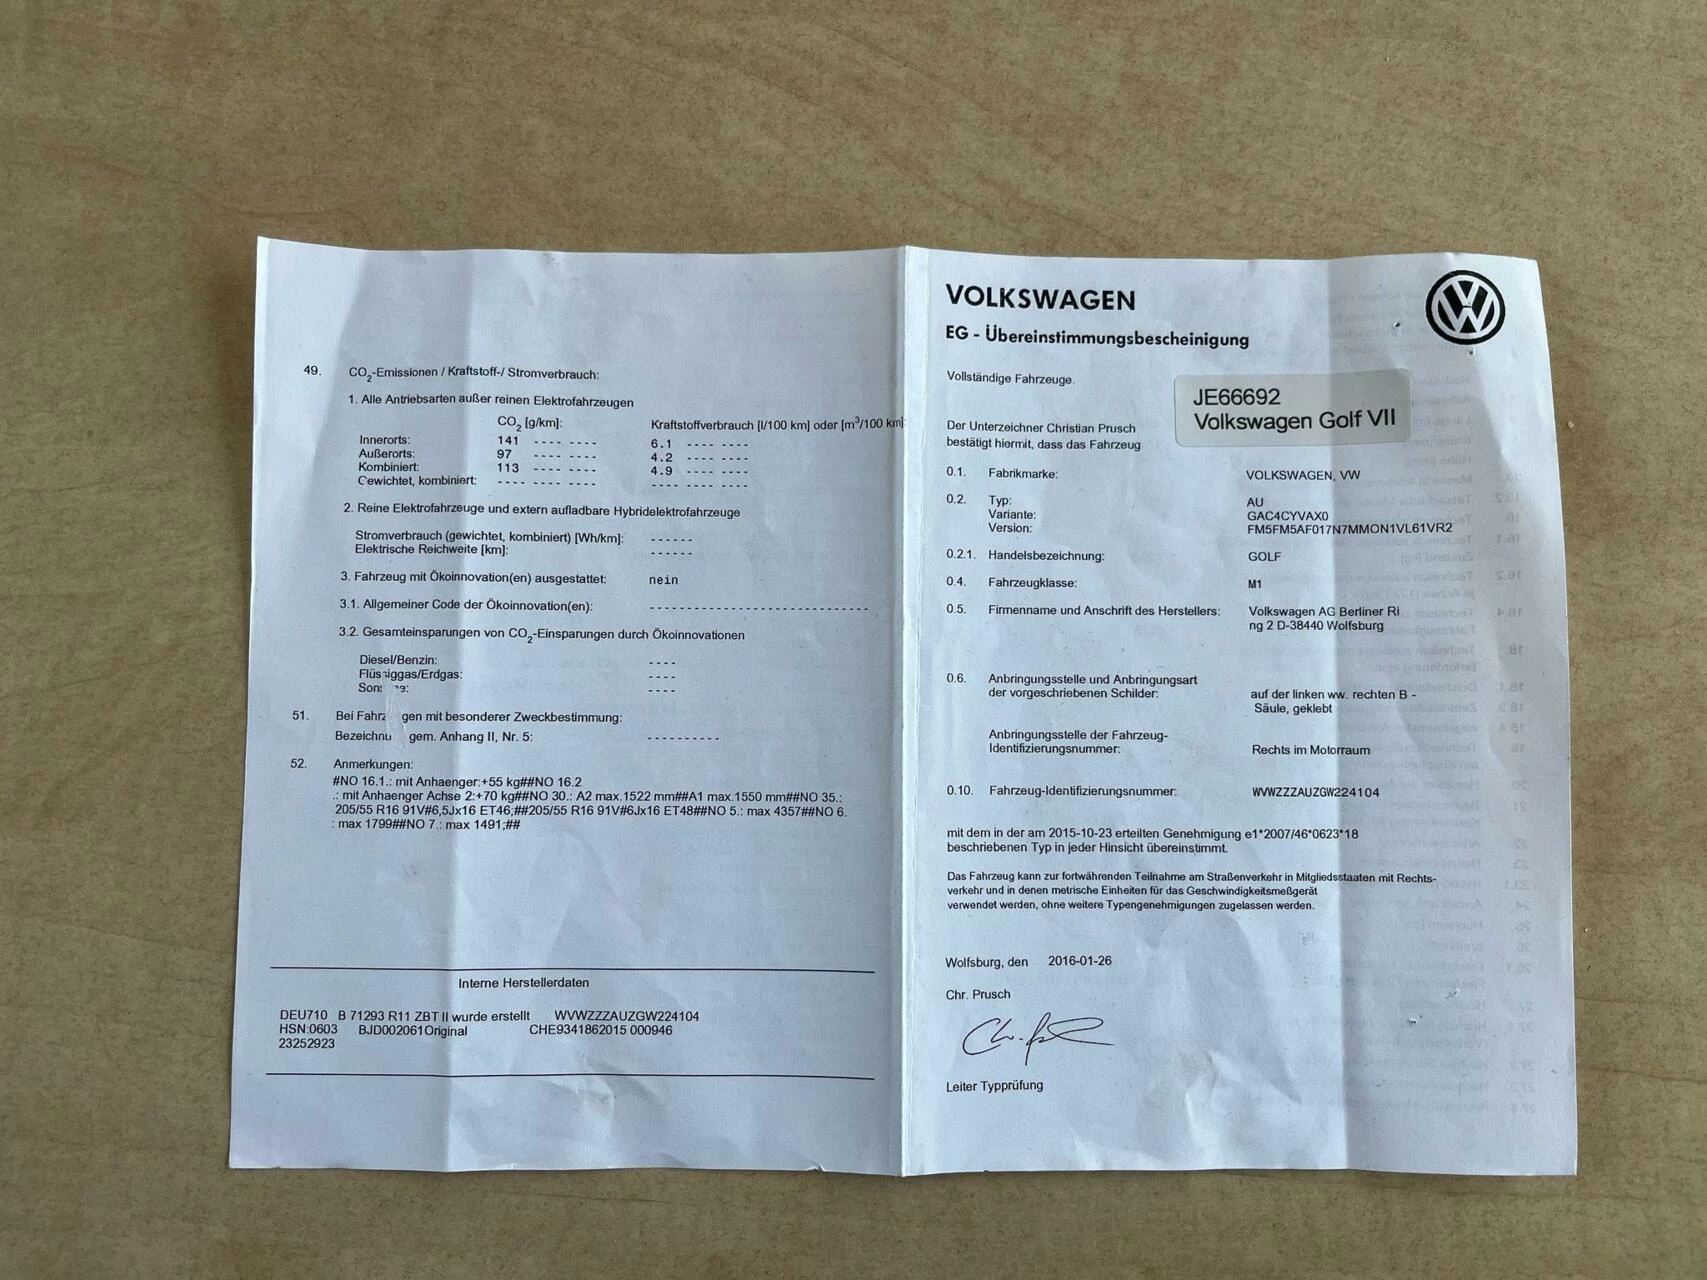 49. CO2-Emissionen / Kraftstoff-/ Stromverbrauch:
1. Alle Antriebsarten außer reinen Elektrofahrzeugen
CO2 [g/km]: Kraftstoffverbrauch [l/100 km] oder [m3/100 km]:
Innerorts: 141 ---- ---- 6.1 ---- ----
Außerorts: 97 ---- ---- 4.2 ---- ----
Kombiniert: 113 ---- ---- 4.9 ---- ----
Gewichtet, kombiniert: ---- ---- ---- ---- ---- ----
2. Reine Elektrofahrzeuge und extern aufladbare Hybridelektrofahrzeuge
Stromverbrauch (gewichtet, kombiniert) [Wh/km]: ------
Elektrische Reichweite [km]: ------
3. Fahrzeug mit Ökoinnovation(en) ausgestattet: nein
3.1. Allgemeiner Code der Ökoinnovation(en): ------------------------------
3.2. Gesamteinsparungen von CO2-Einsparungen durch Ökoinnovationen
Diesel/Benzin: ----
Flüssiggas/Erdgas: ----
----
51. Bei Fahrz gen mit besonderer Zweckbestimmung:
Bezeichnu gem. Anhang II, Nr. 5: ----------
52. Anmerkungen:
#NO 16.1.: mit Anhaenger:+55 kg##NO 16.2
.: mit Anhaenger Achse 2:+70 kg##NO 30.: A2 max.1522 mm##A1 max.1550 mm##NO 35.:
205/55 R16 91V#6,5Jx16 ET46;##205/55 R16 91V#6Jx16 ET48##NO 5.: max 4357##NO 6.
: max 1799##NO 7.: max 1491;##
Interne Herstellerdaten
DEU710 B 71293 R11 ZBT II wurde erstellt WVWZZZAUZGW224104
HSN:0603 BJD002061Original CHE9341862015 000946
23252923
VOLKSWAGEN
EG - Übereinstimmungsbescheinigung
Vollständige Fahrzeuge.
JE66692
Volkswagen Golf VII
Der Unterzeichner Christian Prusch
bestätigt hiermit, dass das Fahrzeug
0.1. Fabrikmarke: VOLKSWAGEN, VW
0.2. Typ: AU
Variante: GAC4CYVAX0
Version: FM5FM5AF017N7MMON1VL61VR2
0.2.1. Handelsbezeichnung: GOLF
0.4. Fahrzeugklasse: M1
0.5. Firmenname und Anschrift des Herstellers: Volkswagen AG Berliner Ri
ng 2 D-38440 Wolfsburg
0.6. Anbringungsstelle und Anbringungsart
der vorgeschriebenen Schilder: auf der linken ww. rechten B -
Säule, geklebt
Anbringungsstelle der Fahrzeug-
Identifizierungsnummer: Rechts im Motorraum
0.10. Fahrzeug-Identifizierungsnummer: WVWZZZAUZGW224104
mit dem in der am 2015-10-23 erteilten Genehmigung e1*2007/46*0623*18
beschriebenen Typ in jeder Hinsicht übereinstimmt.
Das Fahrzeug kann zur fortwährenden Teilnahme am Straßenverkehr in Mitgliedsstaaten mit Rechts-
verkehr und in denen metrische Einheiten für das Geschwindigkeitsmeßgerät
verwendet werden, ohne weitere Typengenehmigungen zugelassen werden.
Wolfsburg, den 2016-01-26
Chr. Prusch
Leiter Typprüfung